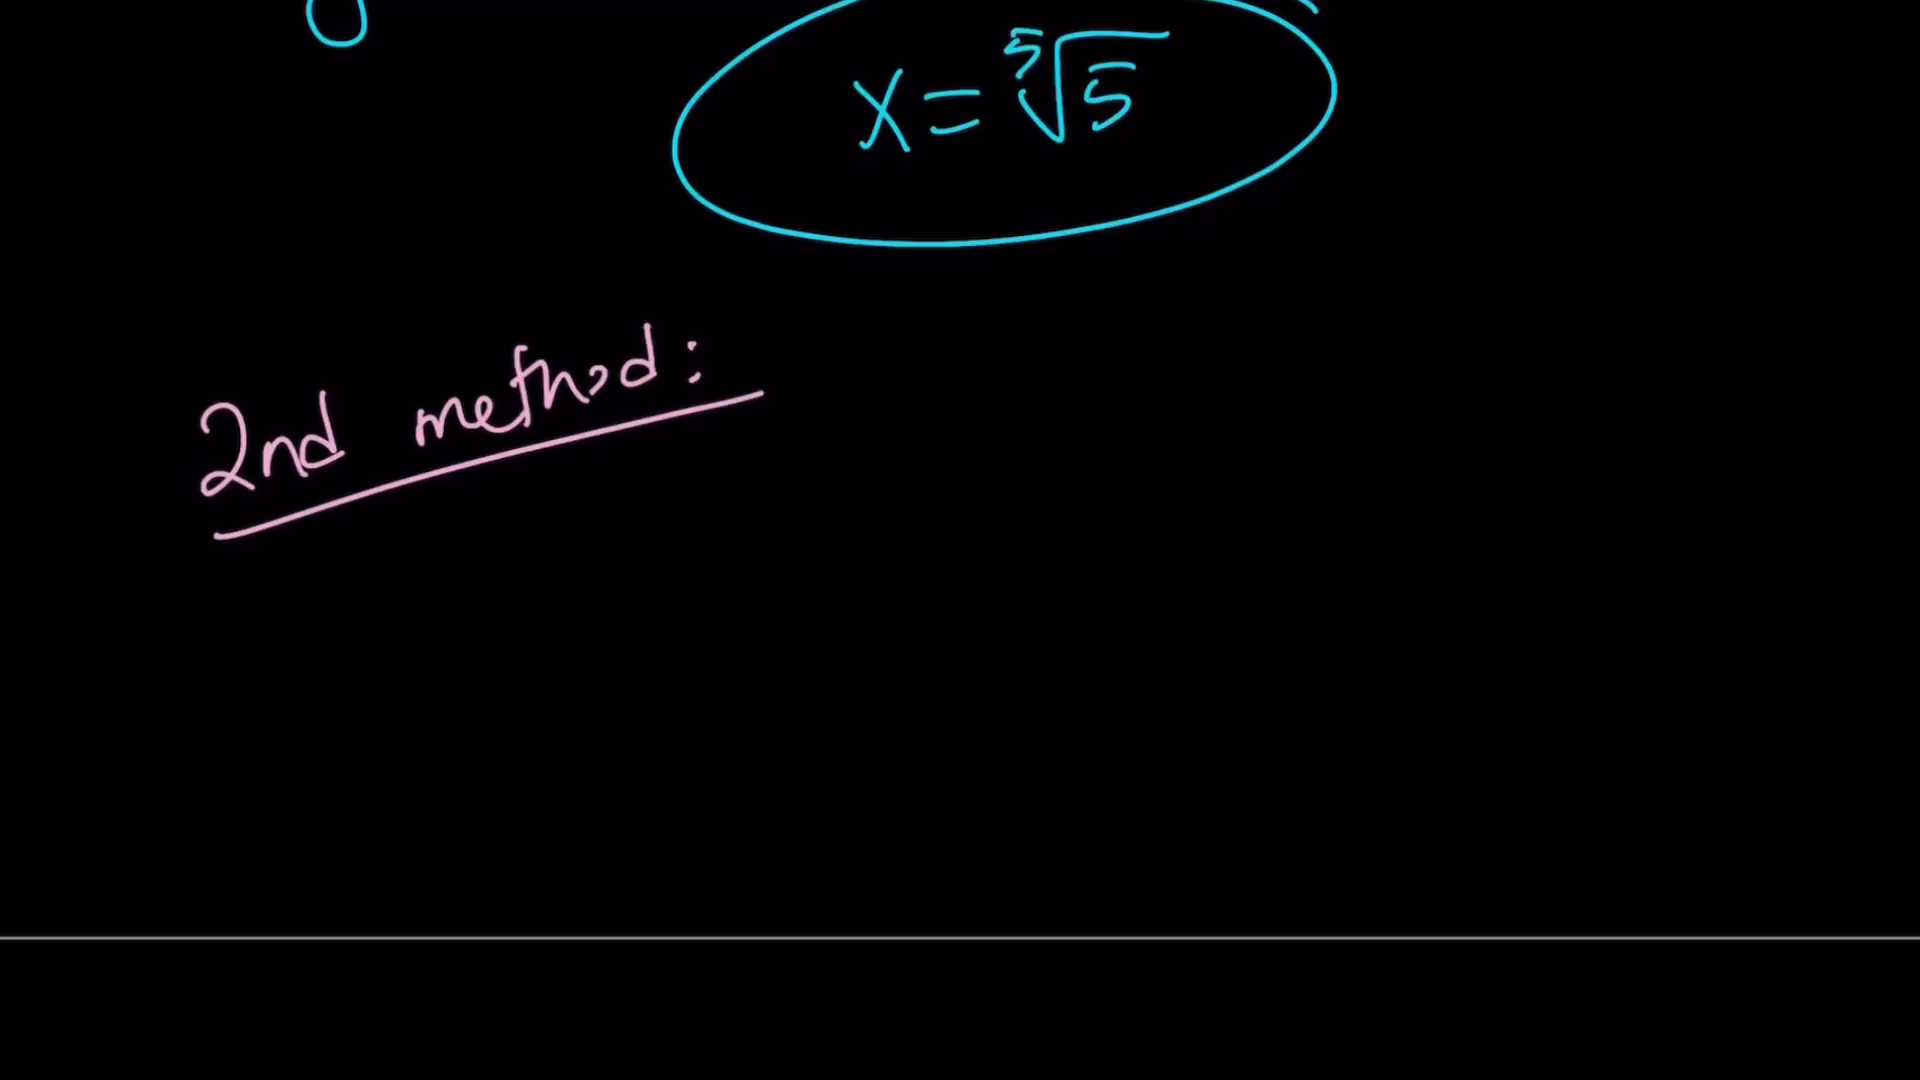 x = ⁵√5
2nd method: